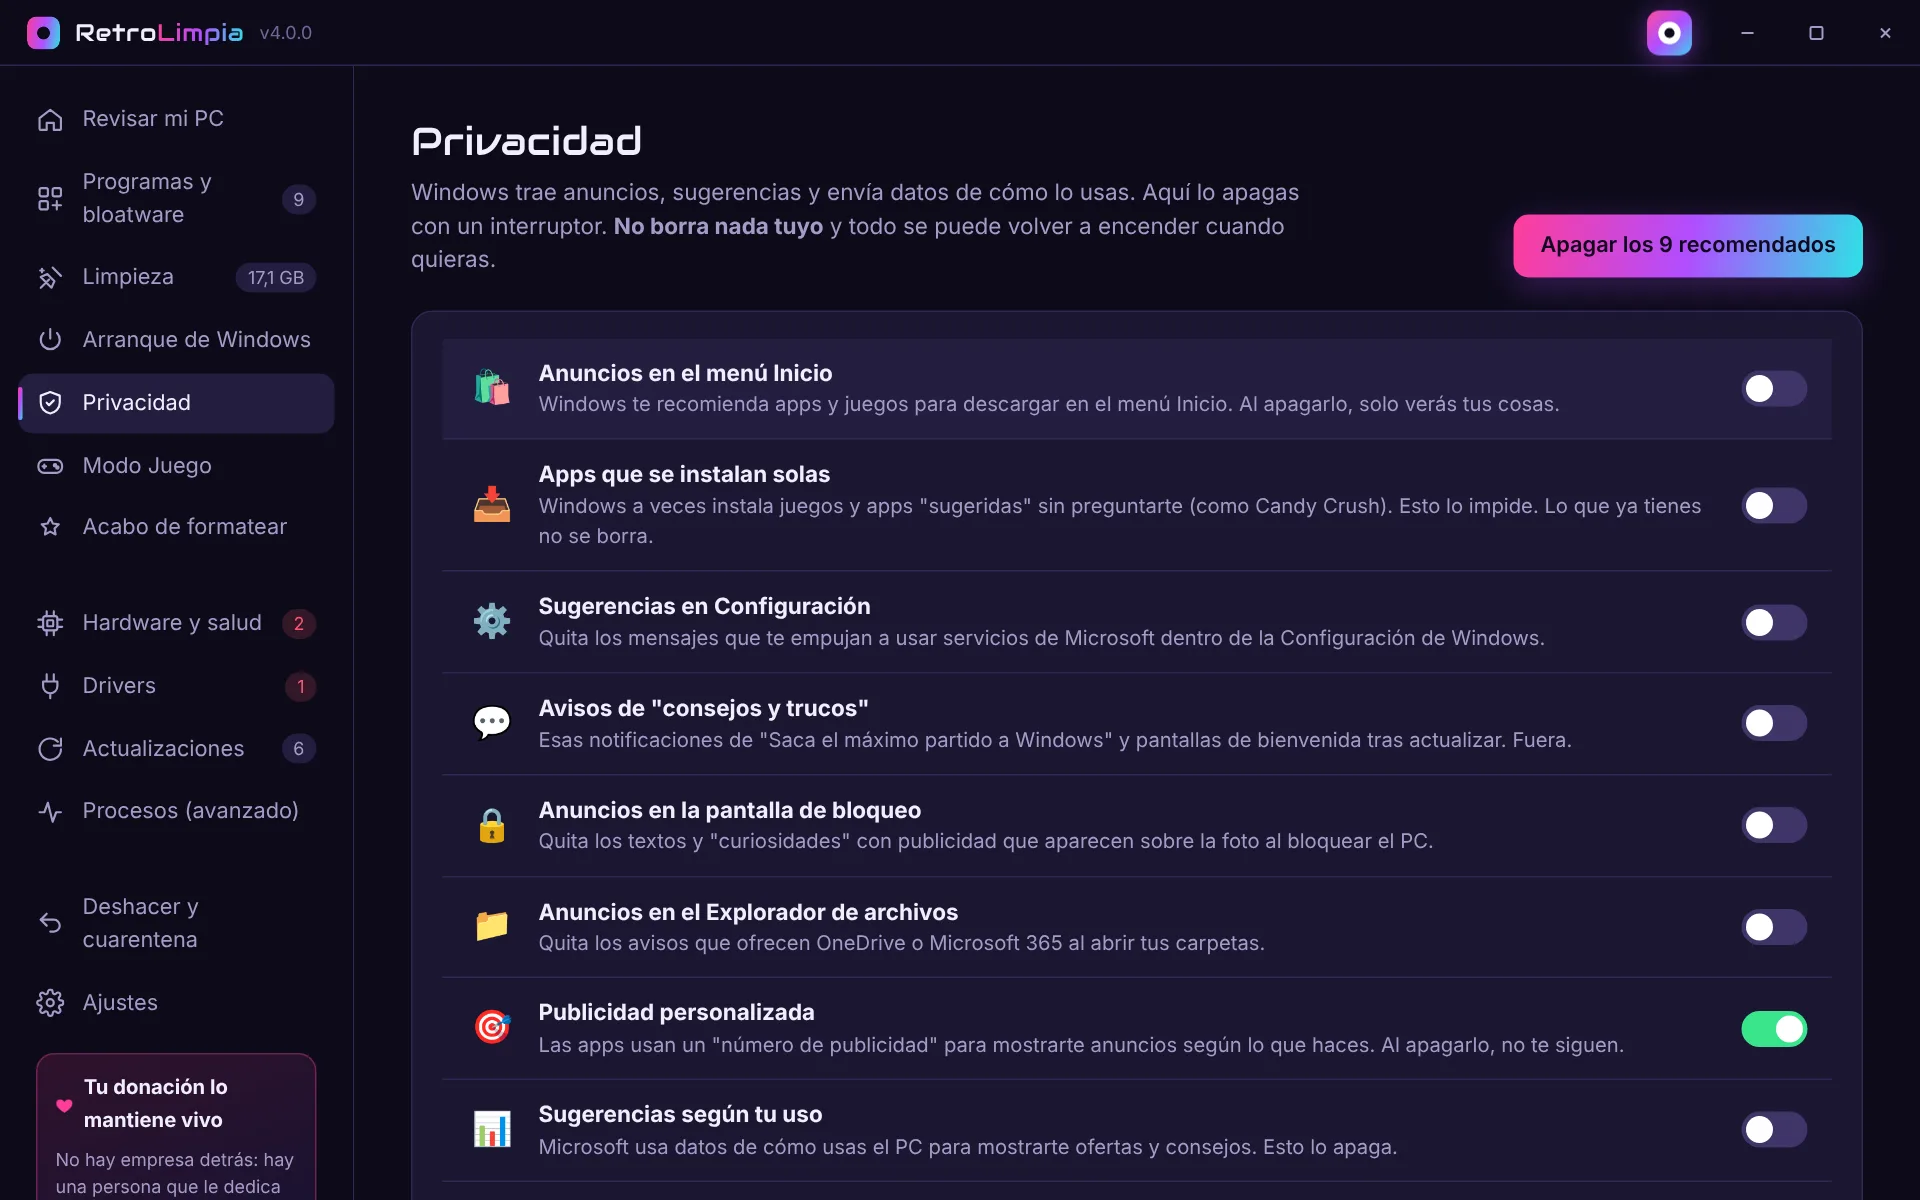 RetroLimpia v4.0.0
Revisar mi PC
Programas y
bloatware
9
Limpieza
17,1 GB
Arranque de Windows
Privacidad
Modo Juego
Acabo de formatear
Hardware y salud
2
Drivers
1
Actualizaciones
6
Procesos (avanzado)
Deshacer y
cuarentena
Ajustes
Tu donación lo
mantiene vivo
No hay empresa detrás: hay
una persona que le dedica
Privacidad
Windows trae anuncios, sugerencias y envía datos de cómo lo usas. Aquí lo apagas
con un interruptor. No borra nada tuyo y todo se puede volver a encender cuando
quieras.
Apagar los 9 recomendados
Anuncios en el menú Inicio
Windows te recomienda apps y juegos para descargar en el menú Inicio. Al apagarlo, solo verás tus cosas.
Apps que se instalan solas
Windows a veces instala juegos y apps "sugeridas" sin preguntarte (como Candy Crush). Esto lo impide. Lo que ya tienes
no se borra.
Sugerencias en Configuración
Quita los mensajes que te empujan a usar servicios de Microsoft dentro de la Configuración de Windows.
Avisos de "consejos y trucos"
Esas notificaciones de "Saca el máximo partido a Windows" y pantallas de bienvenida tras actualizar. Fuera.
Anuncios en la pantalla de bloqueo
Quita los textos y "curiosidades" con publicidad que aparecen sobre la foto al bloquear el PC.
Anuncios en el Explorador de archivos
Quita los avisos que ofrecen OneDrive o Microsoft 365 al abrir tus carpetas.
Publicidad personalizada
Las apps usan un "número de publicidad" para mostrarte anuncios según lo que haces. Al apagarlo, no te siguen.
Sugerencias según tu uso
Microsoft usa datos de cómo usas el PC para mostrarte ofertas y consejos. Esto lo apaga.